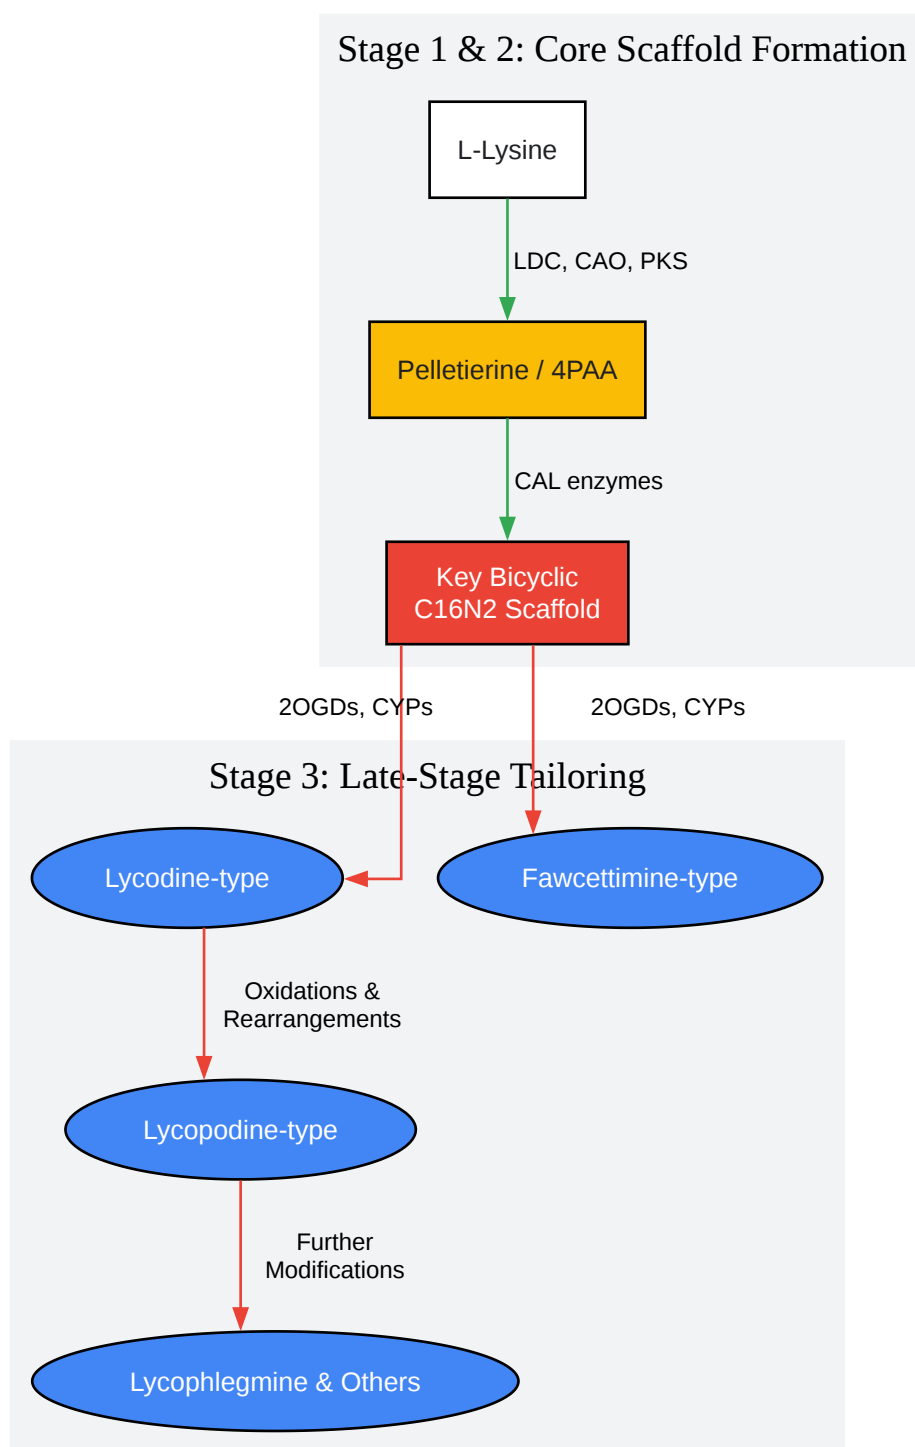 Stage 1 & 2: Core Scaffold Formation
L-Lysine
LDC, CAO, PKS
Pelletierine / 4PAA
CAL enzymes
Key Bicyclic
C16N2 Scaffold
2OGDs, CYPs
2OGDs, CYPs
Stage 3: Late-Stage Tailoring
Lycodine-type
Fawcettimine-type
Oxidations &
Rearrangements
Lycopodine-type
Further
Modifications
Lycophlegmine & Others